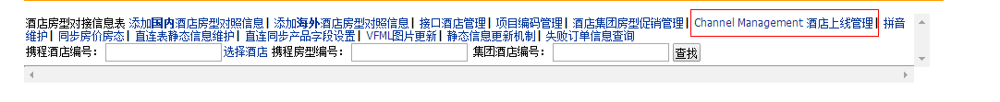 酒店房型对接信息表 添加国内酒店房型对照信息 | 添加海外酒店房型对照信息 | 接口酒店管理 | 项目编码管理 | 酒店集团房型促销管理 | Channel Management 酒店上线管理 | 拼音
维护 | 同步房价房态 | 直连表静态信息维护 | 直连同步产品字段设置 | VFML图片更新 | 静态信息更新机制 | 失败订单信息查询
携程酒店编号： 选择酒店 携程房型编号： 集团酒店编号： 查找